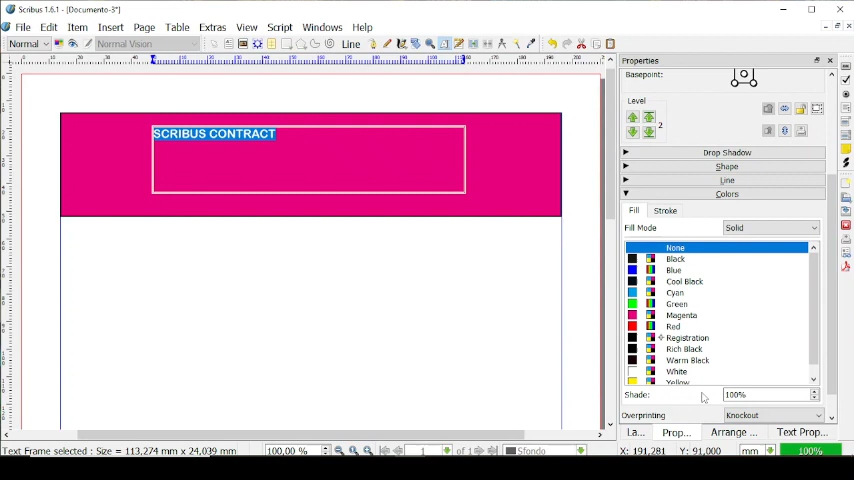 Scribus 1.6.1 - [Documento-3*]
File Edit Item Insert Page Table Extras View Script Windows Help
Normal Normal Vision Line
Properties
SCRIBUS CONTRACT
Basepoint:
Level
2
Drop Shadow
Shape
Line
Colors
Fill Stroke
Fill Mode Solid
None
Black
Blue
Cool Black
Cyan
Green
Magenta
Red
Registration
Rich Black
Warm Black
White
Yellow
Shade: 100%
Overprinting Knockout
La... Prop... Arrange ... Text Prop...
Text Frame selected : Size = 113,274 mm x 24,039 mm 100,00 % 1 of 1 Sfondo X: 191,281 Y: 91,000 mm 100%